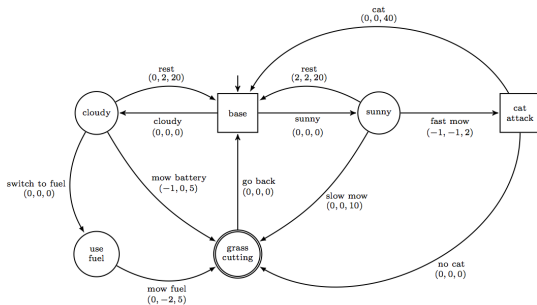 cat
(0, 0, 40)
rest
(0, 2, 20)
rest
(2, 2, 20)
cloudy
base
sunny
cat
attack
cloudy
(0, 0, 0)
sunny
(0, 0, 0)
fast mow
(−1, −1, 2)
switch to fuel
(0, 0, 0)
mow battery
(−1, 0, 5)
go back
(0, 0, 0)
slow mow
(0, 0, 10)
use
fuel
grass
cutting
no cat
(0, 0, 0)
mow fuel
(0, −2, 5)